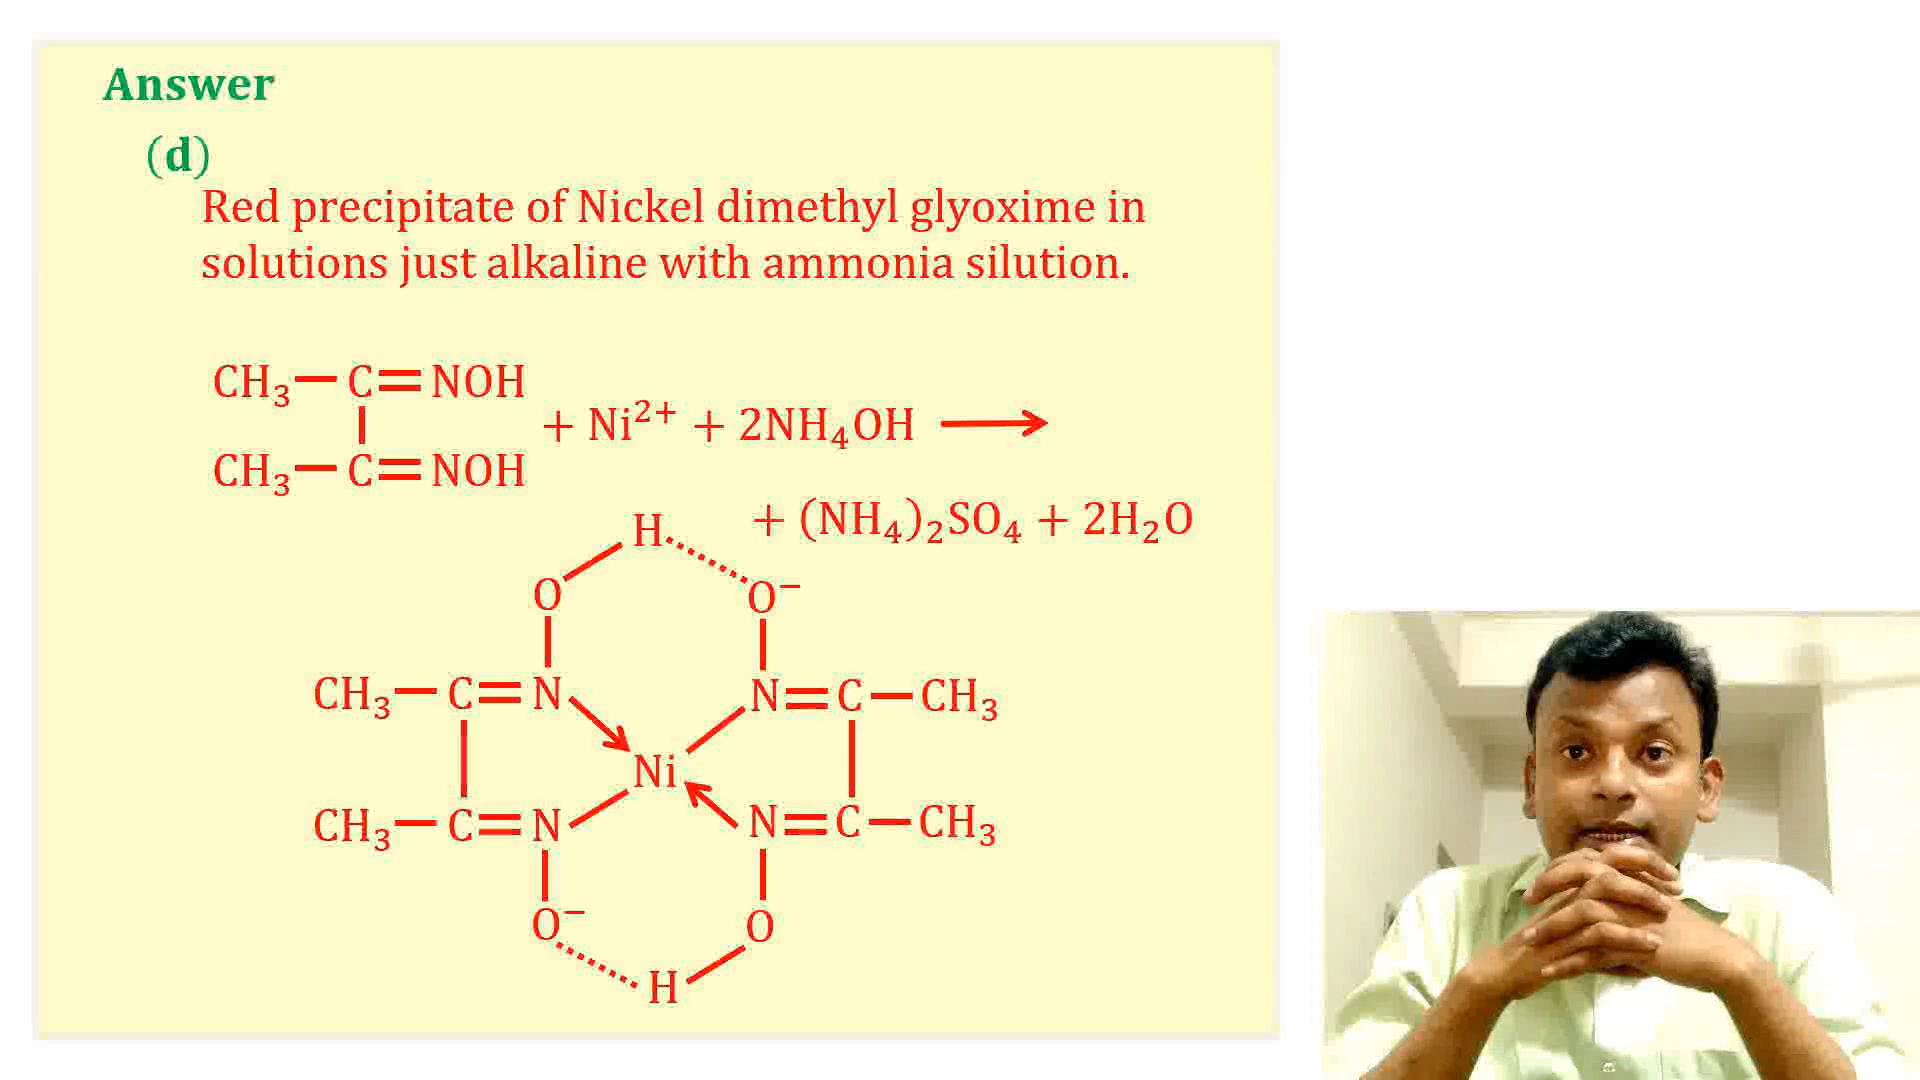 Answer
(d)
Red precipitate of Nickel dimethyl glyoxime in
solutions just alkaline with ammonia silution.
CH₃—C=NOH
+ Ni²⁺ + 2NH₄OH ⟶
CH₃—C=NOH
+ (NH₄)₂SO₄ + 2H₂O
H
O O⁻
CH₃—C=N N=C—CH₃
Ni
CH₃—C=N N=C—CH₃
O⁻ O
H